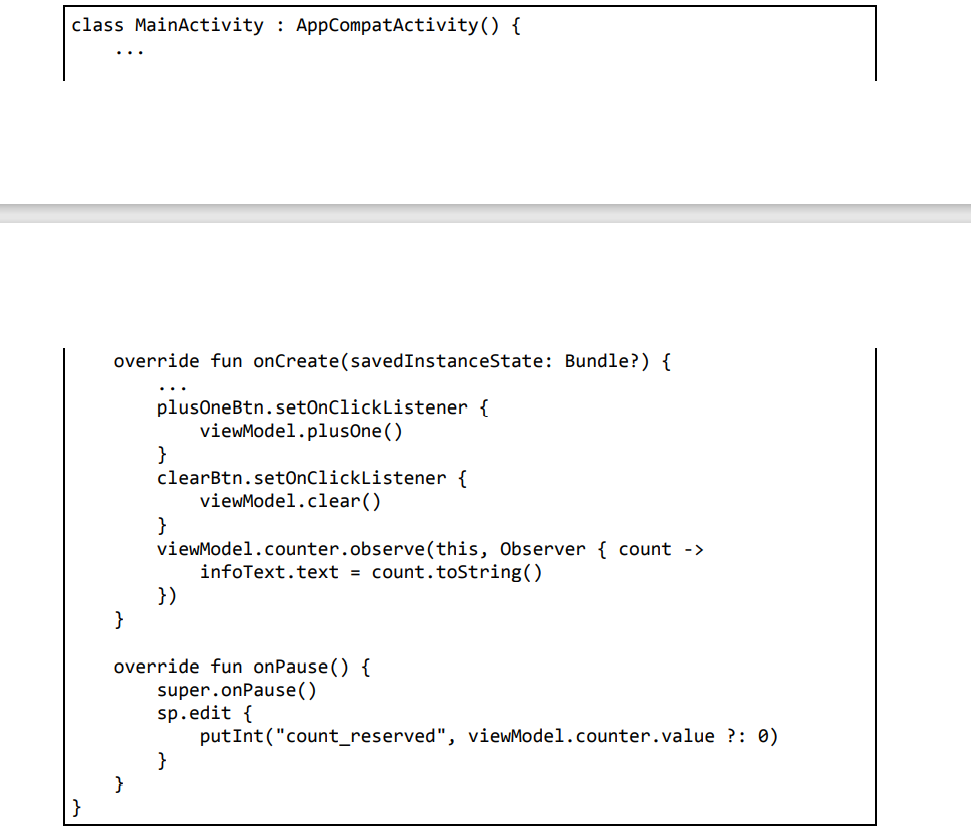 class MainActivity : AppCompatActivity() {
    ...
    override fun onCreate(savedInstanceState: Bundle?) {
        ...
        plusOneBtn.setOnClickListener {
            viewModel.plusOne()
        }
        clearBtn.setOnClickListener {
            viewModel.clear()
        }
        viewModel.counter.observe(this, Observer { count ->
            infoText.text = count.toString()
        })
    }
    override fun onPause() {
        super.onPause()
        sp.edit {
            putInt("count_reserved", viewModel.counter.value ?: 0)
        }
    }
}